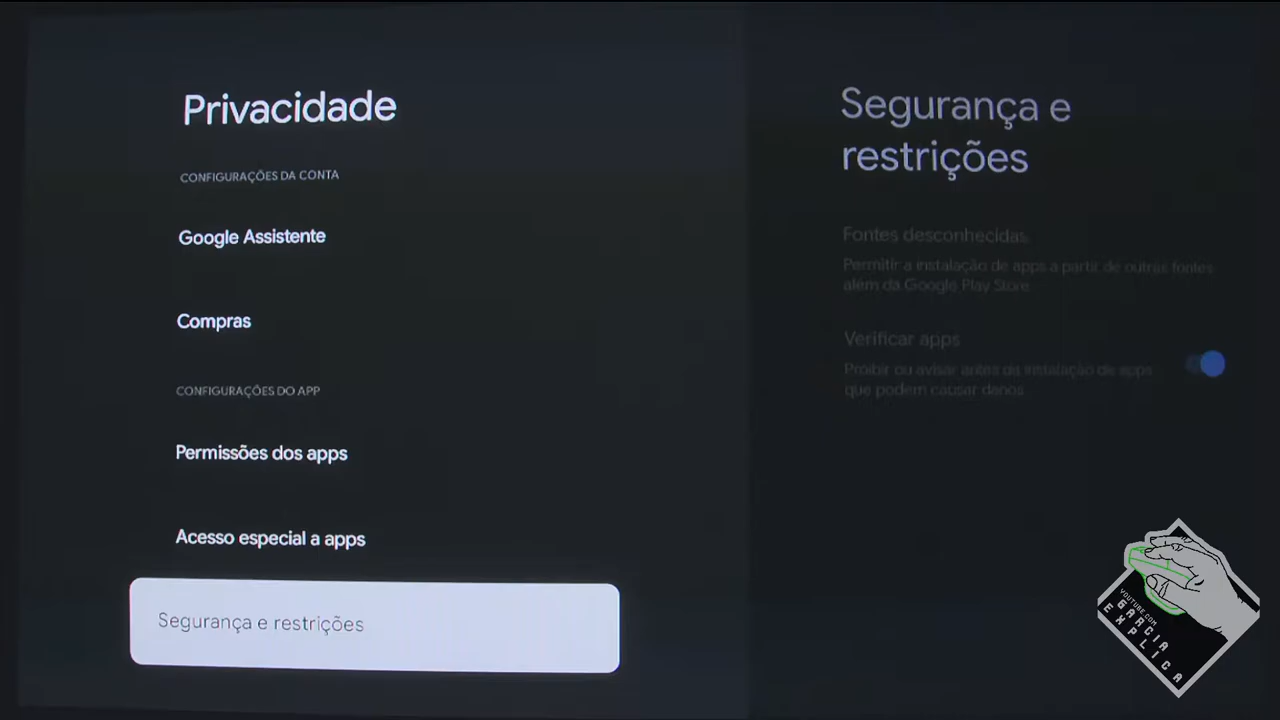 Privacidade
CONFIGURAÇÕES DA CONTA
Google Assistente
Compras
CONFIGURAÇÕES DO APP
Permissões dos apps
Acesso especial a apps
Segurança e restrições
Segurança e
restrições
Fontes desconhecidas
Permitir a instalação de apps a partir de outras fontes
além da Google Play Store
Verificar apps
Proibir ou avisar antes da instalação de apps
que podem causar danos
YOUTUBE.COM
GARCIA
EXPLICA